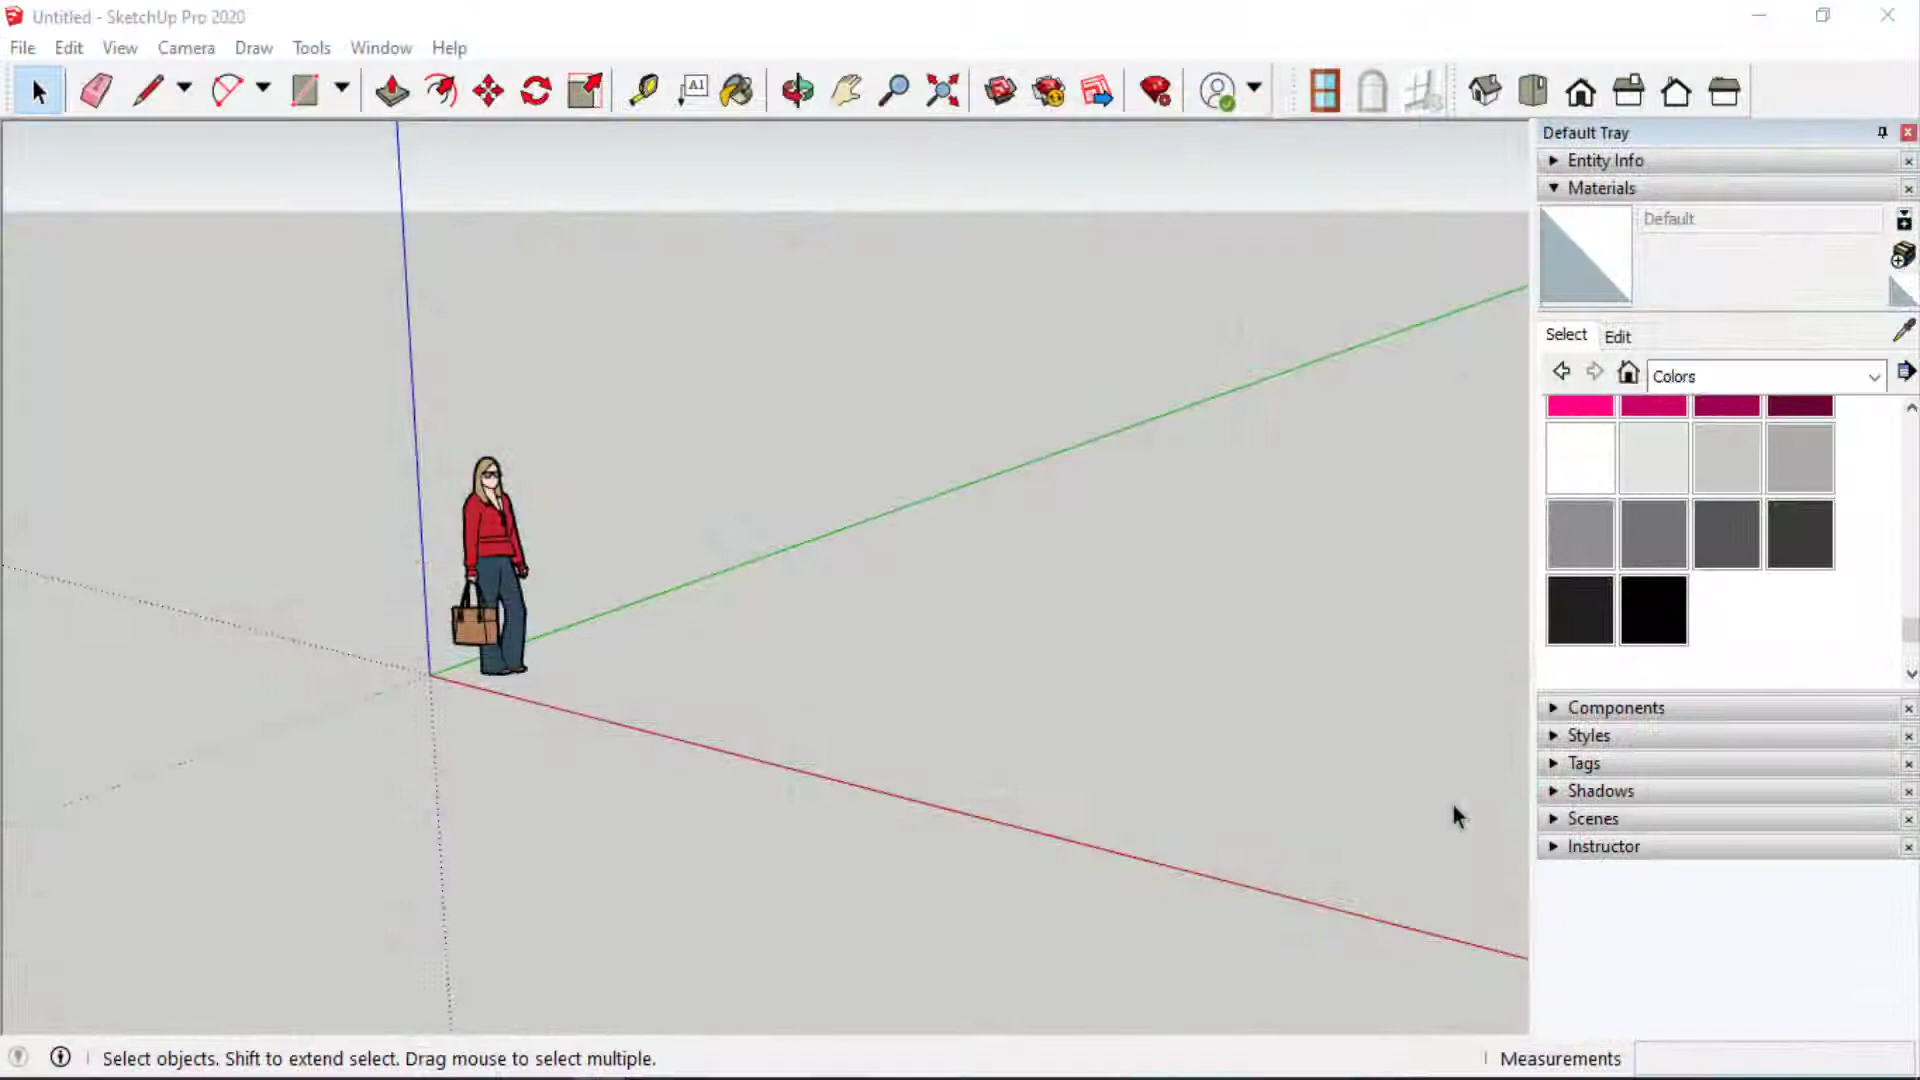 Untitled - SketchUp Pro 2020
File Edit View Camera Draw Tools Window Help
A1
Default Tray
Entity Info
Materials
Default
Select Edit
Colors
Components
Styles
Tags
Shadows
Scenes
Instructor
Select objects. Shift to extend select. Drag mouse to select multiple.
Measurements